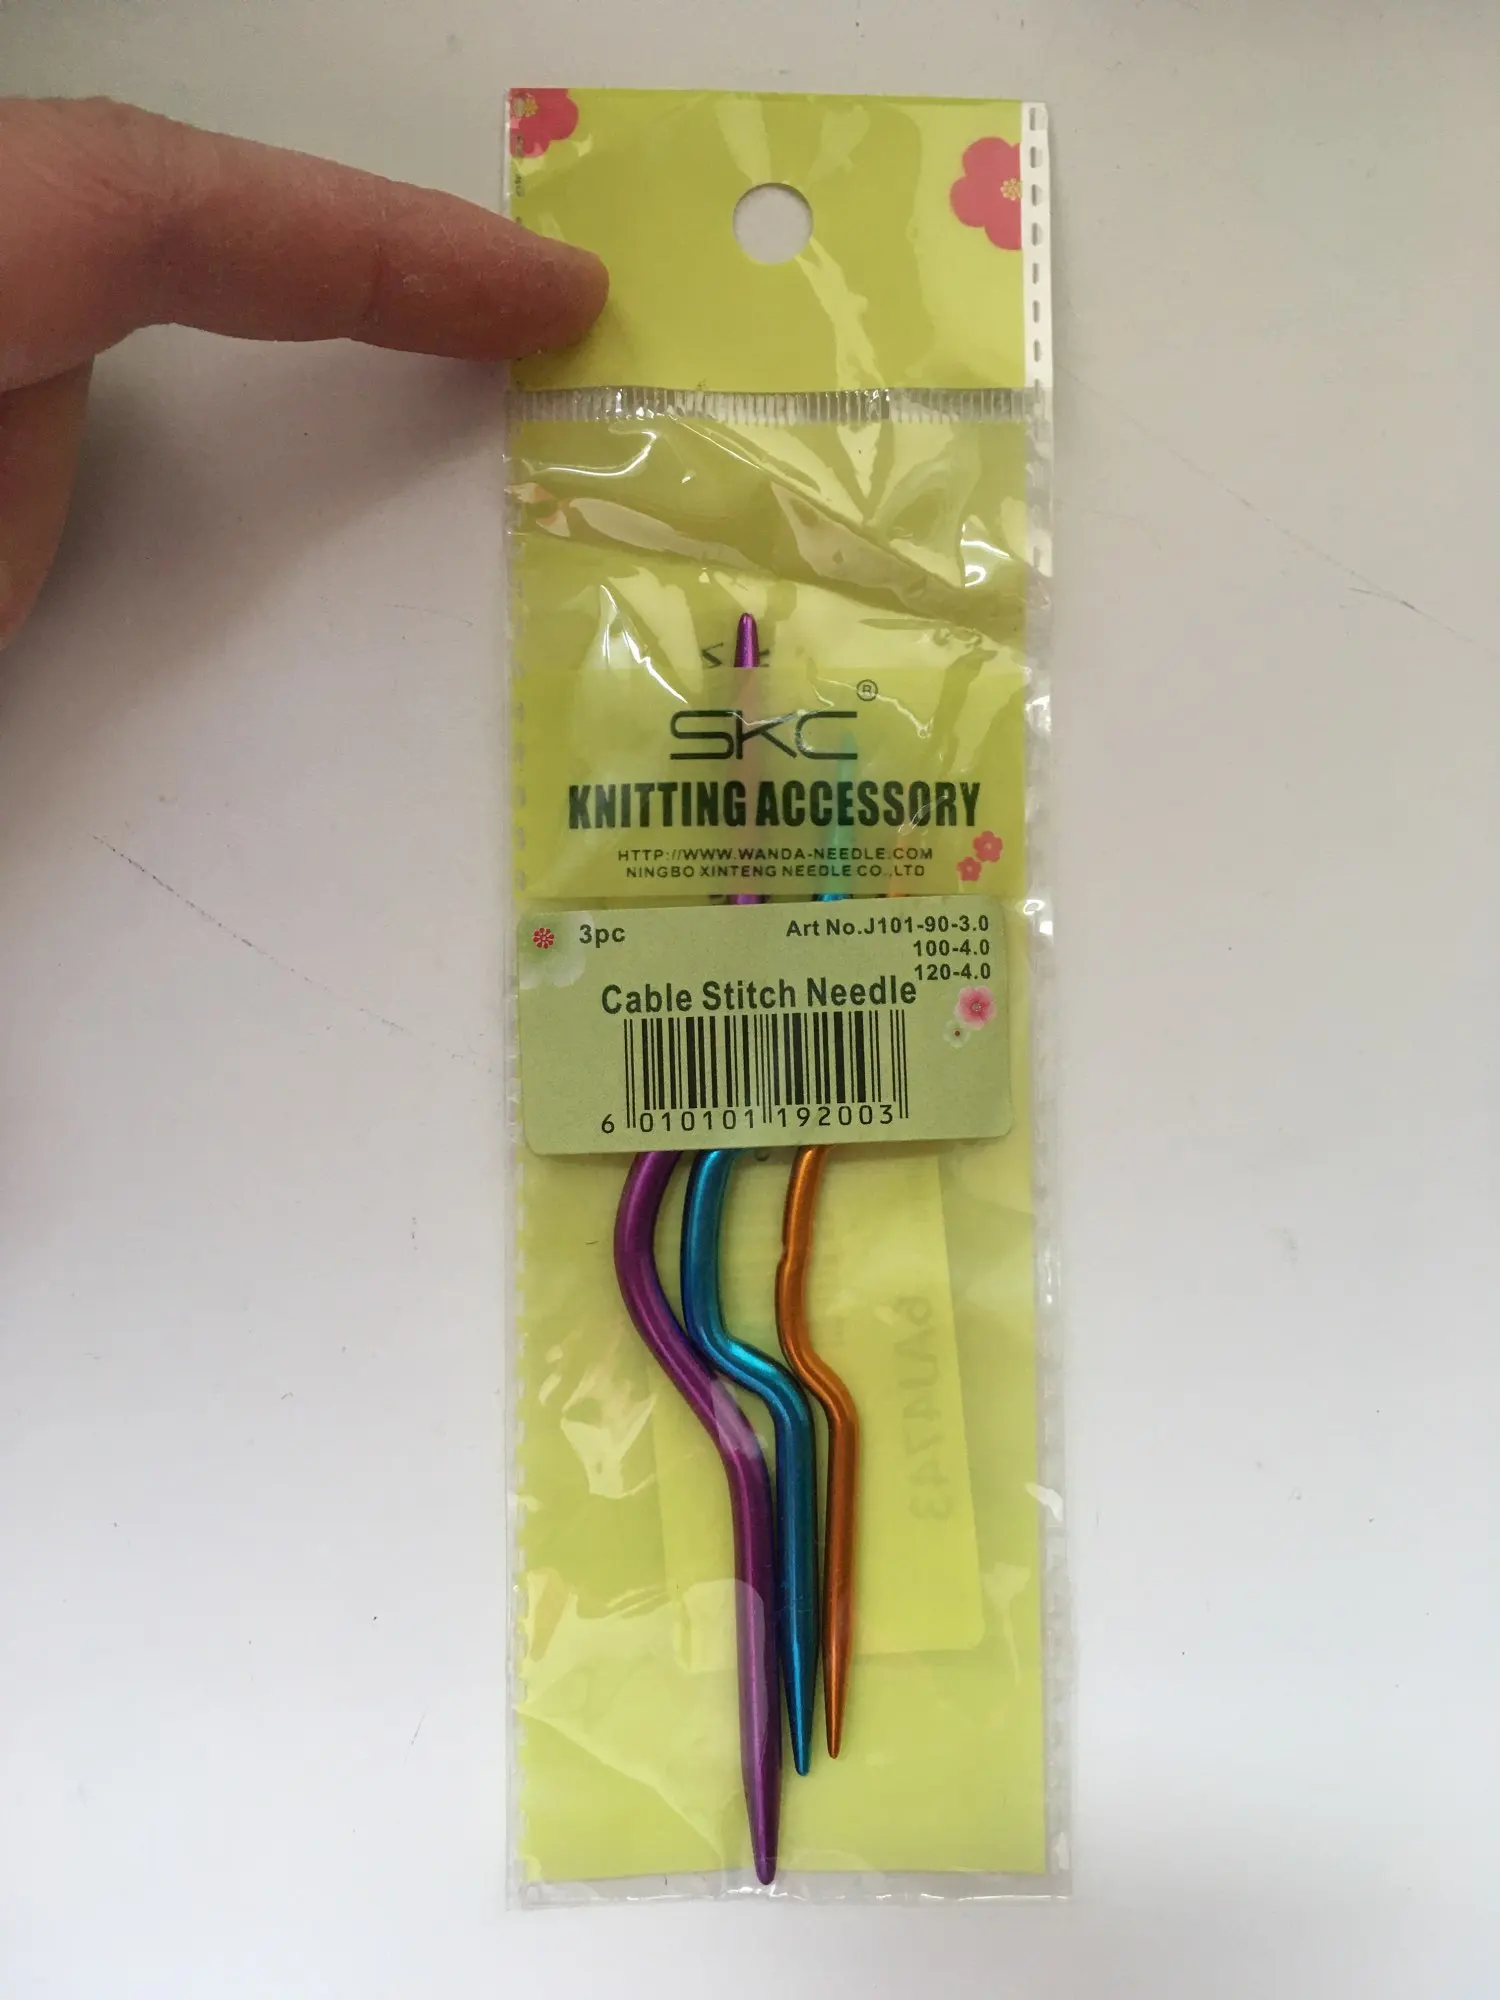 SKC ®
KNITTING ACCESSORY
HTTP://WWW.WANDA-NEEDLE.COM
NINGBO XINTENG NEEDLE CO.,LTD
3pc
Art No.J101-90-3.0
100-4.0
120-4.0
Cable Stitch Needle
6 010101 192003
6AJ4743